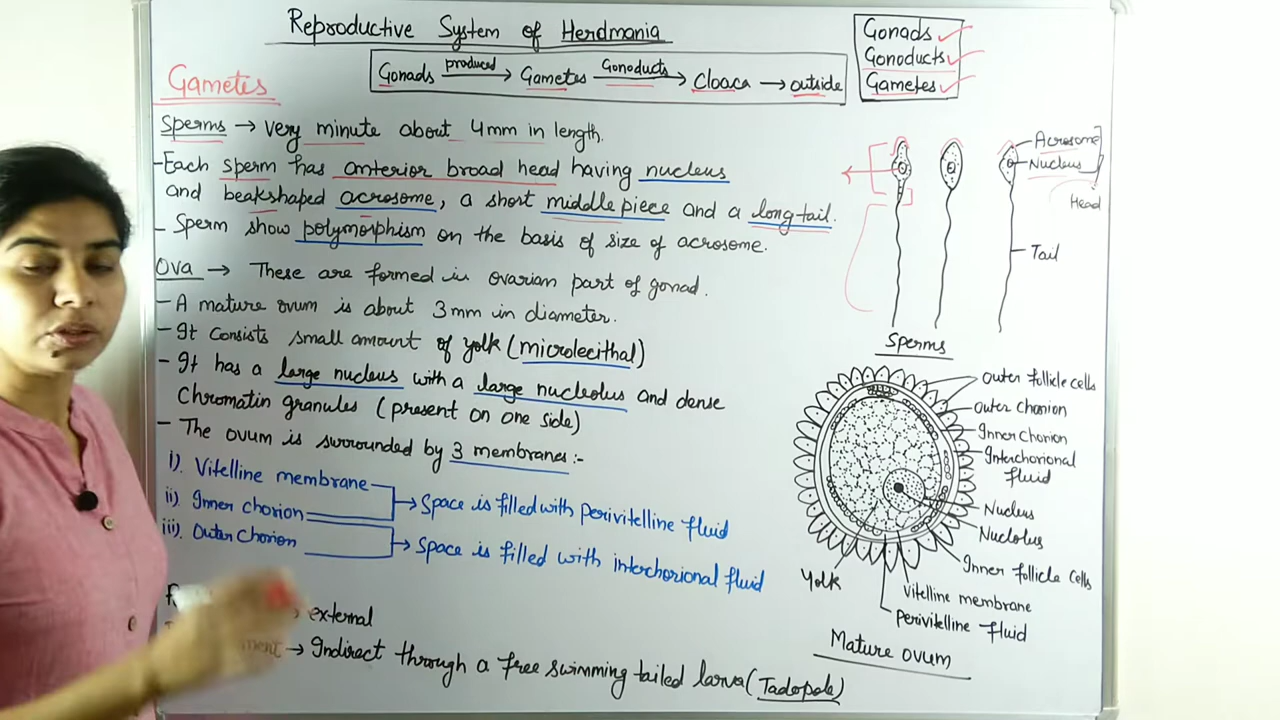 Reproductive System of Herdmania
Gonads produced → Gametes Gonoducts → Cloaca → outside
Gonads ✓
Gonoducts ✓
Gametes ✓
Gametes
Sperms → very minute about 4mm in length.
- Each sperm has anterior broad head having nucleus
and beakshaped acrosome, a short middle piece and a long tail.
- Sperm show polymorphism on the basis of size of acrosome.
Ova → These are formed in ovarian part of gonad.
- A mature ovum is about 3mm in diameter.
- It consists small amount of yolk (microlecithal)
- It has a large nucleus with a large nucleolus and dense
Chromatin granules (present on one side)
- The ovum is surrounded by 3 membranes:-
i). Vitelline membrane
ii). Inner chorion
iii). Outer Chorion
→ Space is filled with perivitelline fluid
→ Space is filled with interchorional fluid
external
→ Indirect through a free swimming tailed larva (Tadopole)
Acrosome
Nucleus
Head
Tail
Sperms
Outer follicle cells
Outer chorion
Inner chorion
Interchorional
fluid
Nucleus
Nuclolus
Inner follicle cells
Vitelline membrane
Perivitelline fluid
Yolk
Mature ovum